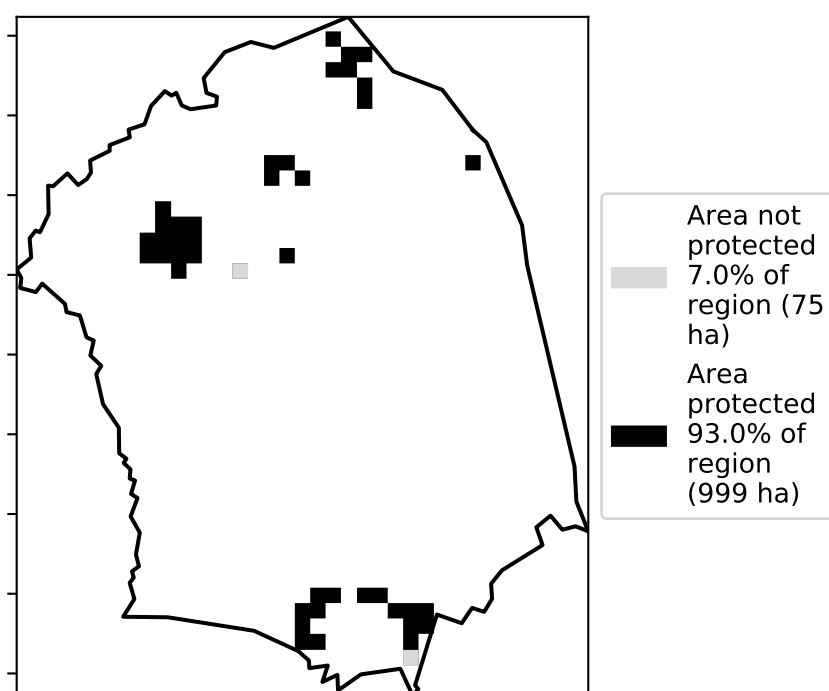 Area not
protected
7.0% of
region (75
ha)
Area
protected
93.0% of
region
(999 ha)